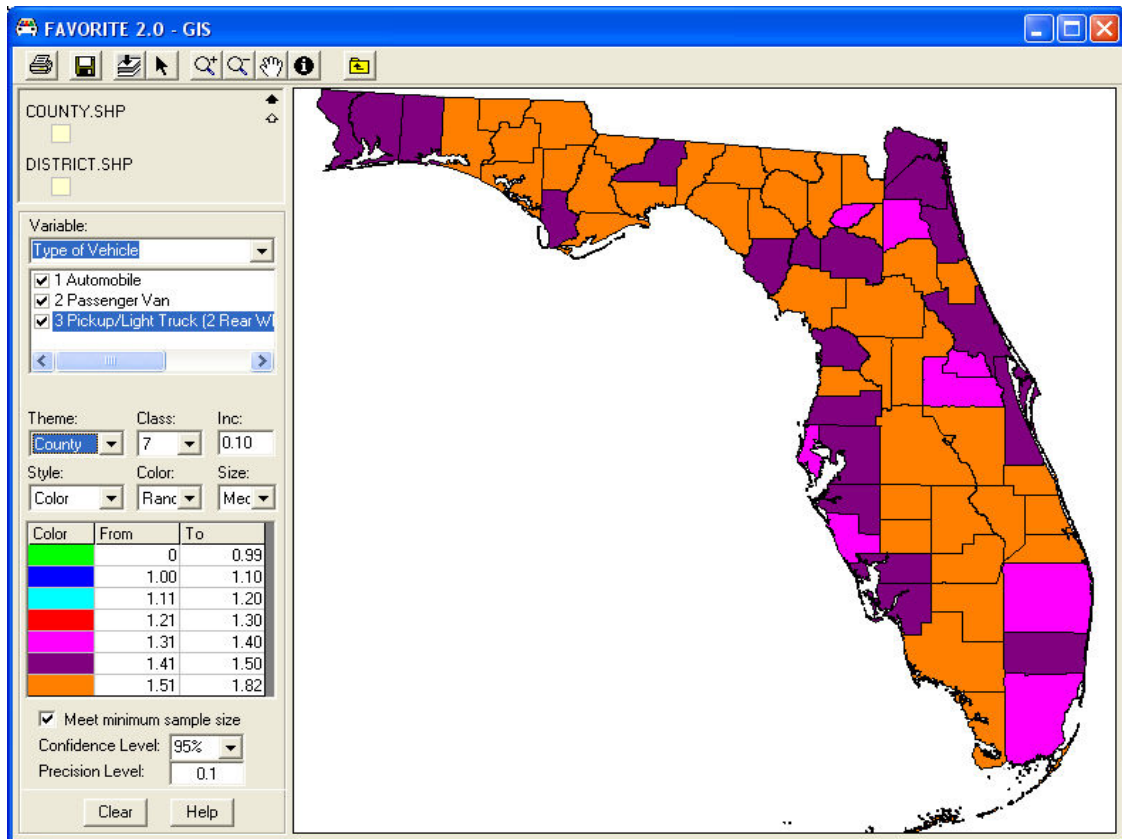 FAVORITE 2.0 - GIS
COUNTY.SHP
DISTRICT.SHP
Variable:
Type of Vehicle
1 Automobile
2 Passenger Van
3 Pickup/Light Truck (2 Rear Wl
Theme: Class: Inc:
County 7 0.10
Style: Color: Size:
Color Ranc Mec
Color From To
0 0.99
1.00 1.10
1.11 1.20
1.21 1.30
1.31 1.40
1.41 1.50
1.51 1.82
Meet minimum sample size
Confidence Level: 95%
Precision Level: 0.1
Clear Help